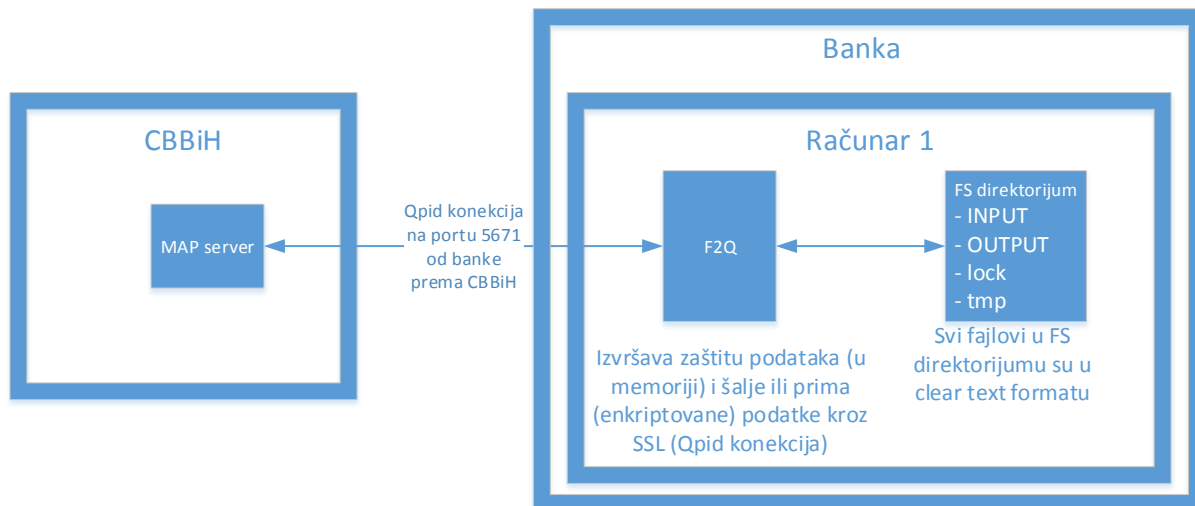 Banka
CBBiH
Računar 1
MAP server
Qpid konekcija
na portu 5671
od banke
prema CBBiH
F2Q
FS direktorijum
- INPUT
- OUTPUT
- lock
- tmp
Izvršava zaštitu podataka (u
memoriji) i šalje ili prima
(enkriptovane) podatke kroz
SSL (Qpid konekcija)
Svi fajlovi u FS
direktorijumu su u
clear text formatu